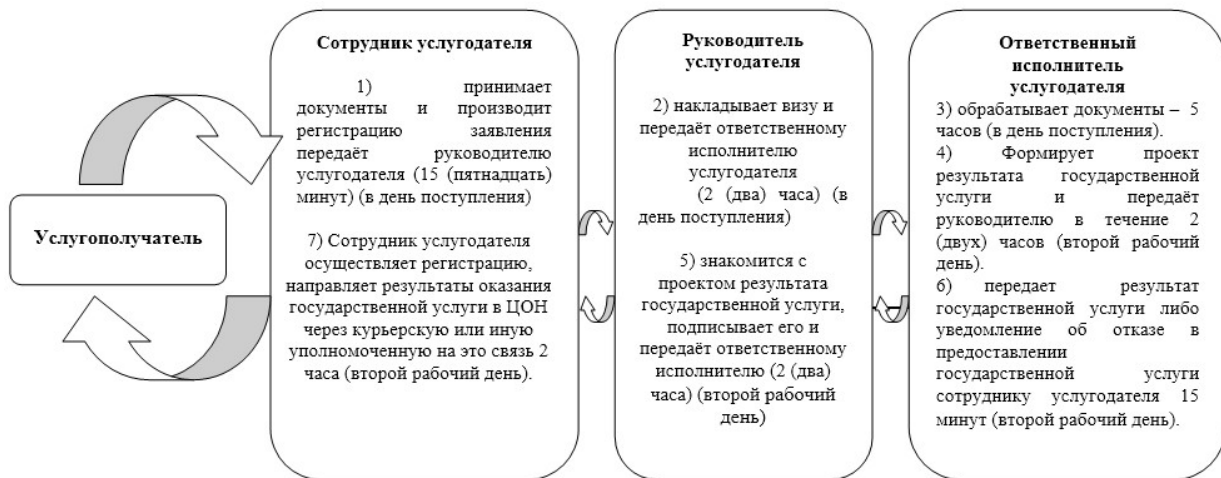 Услугополучатель
Сотрудник услугодателя
1) принимает
документы и производит
регистрацию заявления
передаёт руководителю
услугодателя (15 (пятнадцать)
минут) (в день поступления)
7) Сотрудник услугодателя
осуществляет регистрацию,
направляет результаты оказания
государственной услуги в ЦОН
через курьерскую или иную
уполномоченную на это связь 2
часа (второй рабочий день).
Руководитель
услугодателя
2) накладывает визу и
передаёт ответственному
исполнителю
услугодателя
(2 (два) часа) (в
день поступления)
5) знакомится с
проектом результата
государственной услуги,
подписывает его и
передаёт ответственному
исполнителю (2 (два)
часа) (второй рабочий
день)
Ответственный
исполнитель
услугодателя
3) обрабатывает документы – 5
часов (в день поступления).
4) Формирует проект
результата государственной
услуги и передаёт
руководителю в течение 2
(двух) часов (второй рабочий
день).
6) передает результат
государственной услуги либо
уведомление об отказе в
предоставлении
государственной услуги
сотруднику услугодателя 15
минут (второй рабочий день).